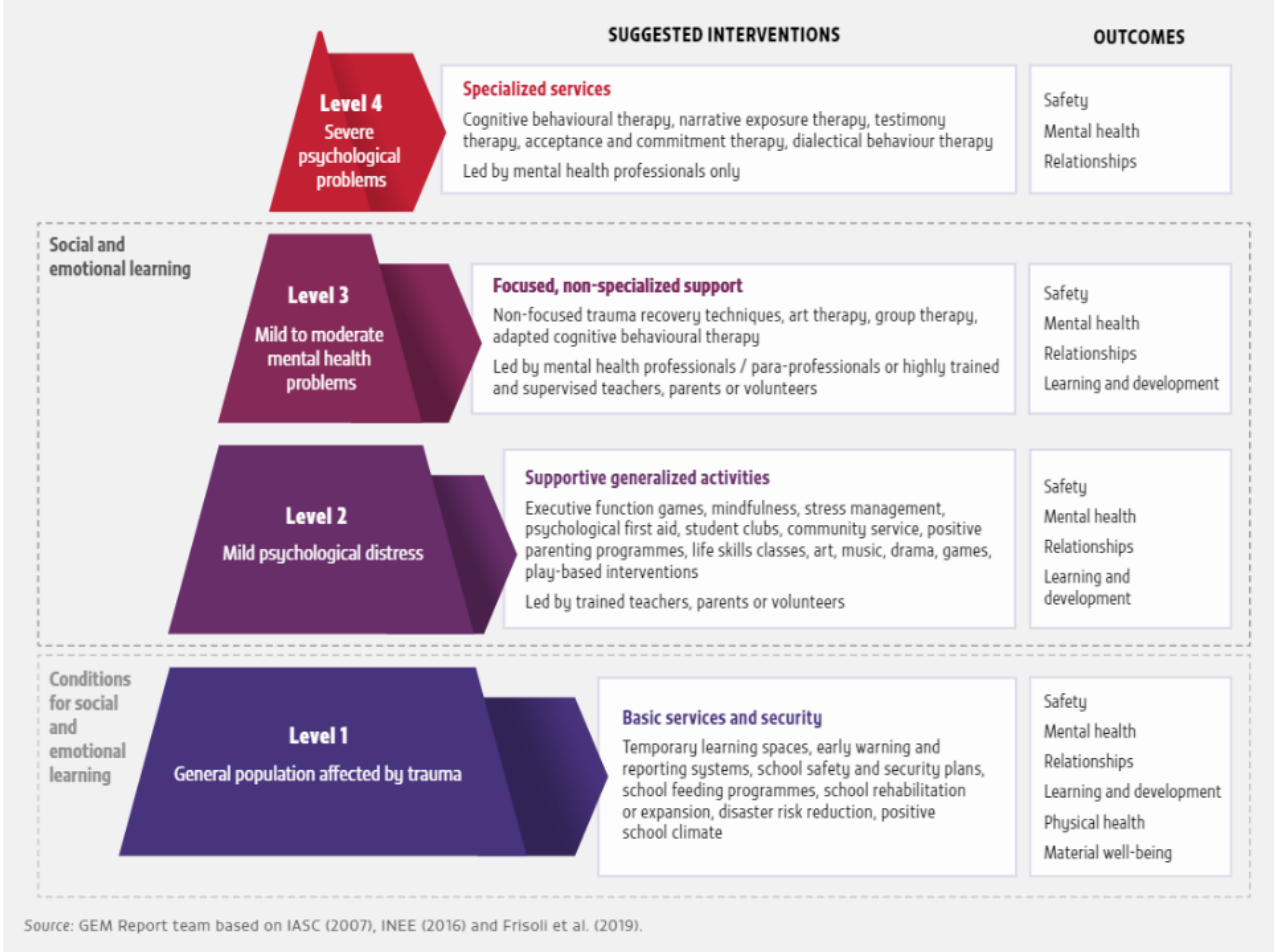 SUGGESTED INTERVENTIONS
OUTCOMES
Level 4
Severe
psychological
problems
Specialized services
Cognitive behavioural therapy, narrative exposure therapy, testimony
therapy, acceptance and commitment therapy, dialectical behaviour therapy
Led by mental health professionals only
Safety
Mental health
Relationships
Social and
emotional learning
Level 3
Mild to moderate
mental health
problems
Focused, non-specialized support
Non-focused trauma recovery techniques, art therapy, group therapy,
adapted cognitive behavioural therapy
Led by mental health professionals / para-professionals or highly trained
and supervised teachers, parents or volunteers
Safety
Mental health
Relationships
Learning and development
Level 2
Mild psychological distress
Supportive generalized activities
Executive function games, mindfulness, stress management,
psychological first aid, student clubs, community service, positive
parenting programmes, life skills classes, art, music, drama, games,
play-based interventions
Led by trained teachers, parents or volunteers
Safety
Mental health
Relationships
Learning and
development
Conditions
for social
and
emotional
learning
Level 1
General population affected by trauma
Basic services and security
Temporary learning spaces, early warning and
reporting systems, school safety and security plans,
school feeding programmes, school rehabilitation
or expansion, disaster risk reduction, positive
school climate
Safety
Mental health
Relationships
Learning and development
Physical health
Material well-being
Source: GEM Report team based on IASC (2007), INEE (2016) and Frisoli et al. (2019).